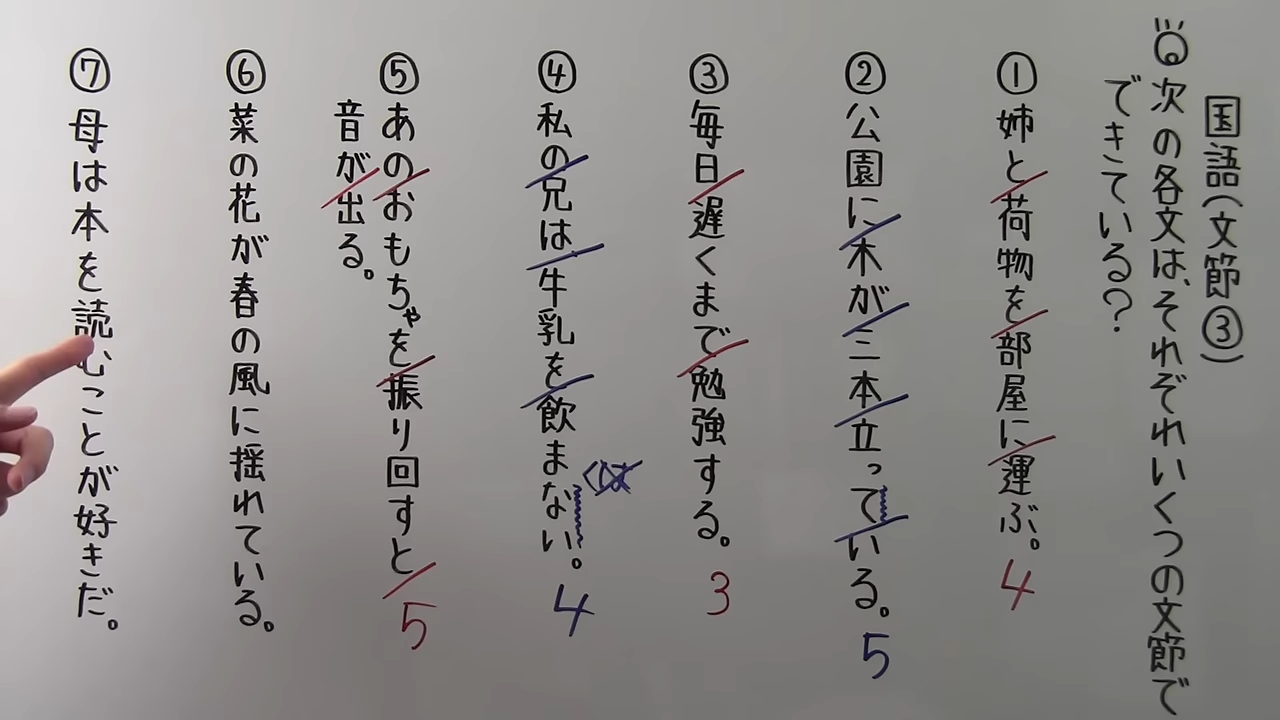 国語(文節③)
次の各文は、それぞれいくつの文節で
できている?
① 姉と/荷物を/部屋に/運ぶ。 4
② 公園に/木が/三本/立って/いる。 5
③ 毎日/遅くまで/勉強する。 3
④ 私の/兄は/牛乳を/飲まない。 4
⑤ あの/おもちゃを/振り回すと/
音が/出る。 5
⑥ 菜の花が春の風に揺れている。
⑦ 母は本を読むことが好きだ。